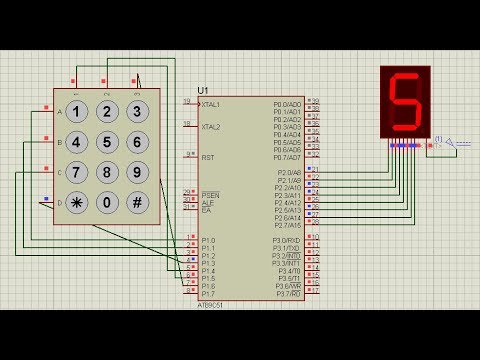 U1
1 2 3
A 1 2 3
B 4 5 6
C 7 8 9
D * 0 #
19 XTAL1
18 XTAL2
9 RST
29 PSEN
30 ALE
31 EA
1 P1.0
2 P1.1
3 P1.2
4 P1.3
5 P1.4
6 P1.5
7 P1.6
8 P1.7
P0.0/AD0 39
P0.1/AD1 38
P0.2/AD2 37
P0.3/AD3 36
P0.4/AD4 35
P0.5/AD5 34
P0.6/AD6 33
P0.7/AD7 32
P2.0/A8 21
P2.1/A9 22
P2.2/A10 23
P2.3/A11 24
P2.4/A12 25
P2.5/A13 26
P2.6/A14 27
P2.7/A15 28
P3.0/RXD 10
P3.1/TXD 11
P3.2/INT0 12
P3.3/INT1 13
P3.4/T0 14
P3.5/T1 15
P3.6/WR 16
P3.7/RD 17
AT89C51
5
(1)